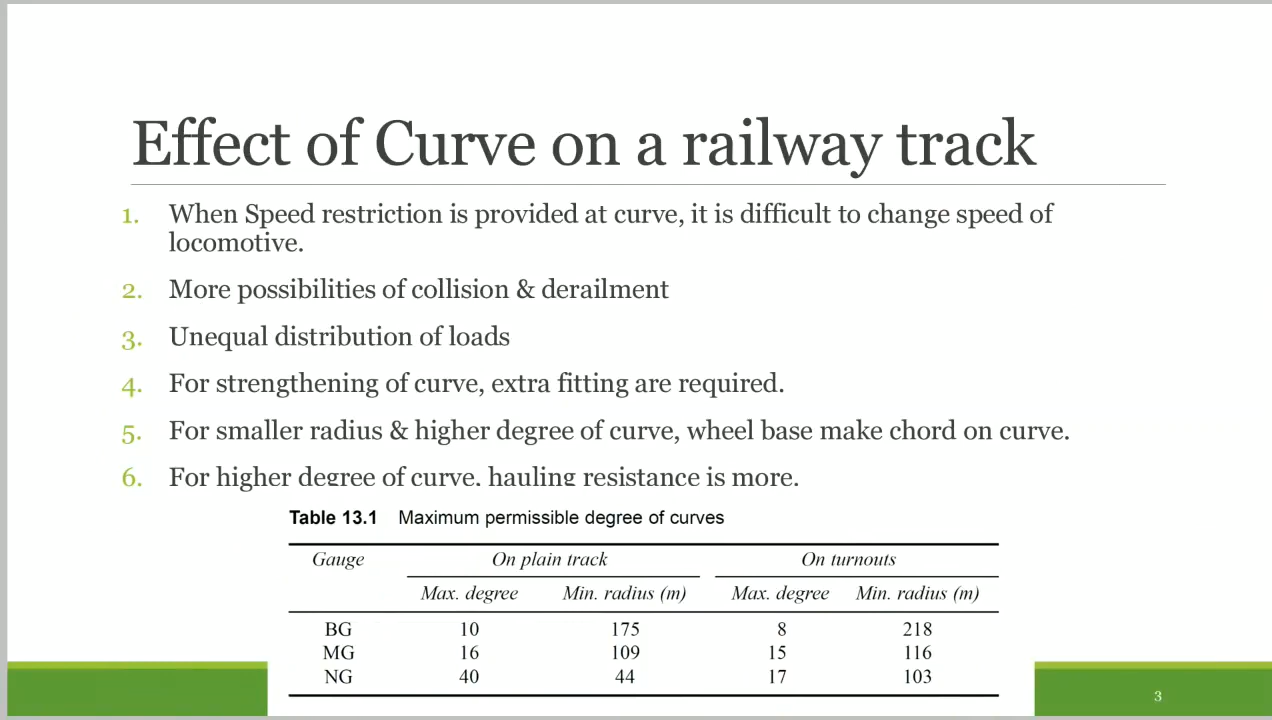 Effect of Curve on a railway track
1. When Speed restriction is provided at curve, it is difficult to change speed of
locomotive.
2. More possibilities of collision & derailment
3. Unequal distribution of loads
4. For strengthening of curve, extra fitting are required.
5. For smaller radius & higher degree of curve, wheel base make chord on curve.
6. For higher degree of curve, hauling resistance is more.
Table 13.1 Maximum permissible degree of curves
Gauge On plain track On turnouts
Max. degree Min. radius (m) Max. degree Min. radius (m)
BG 10 175 8 218
MG 16 109 15 116
NG 40 44 17 103
3